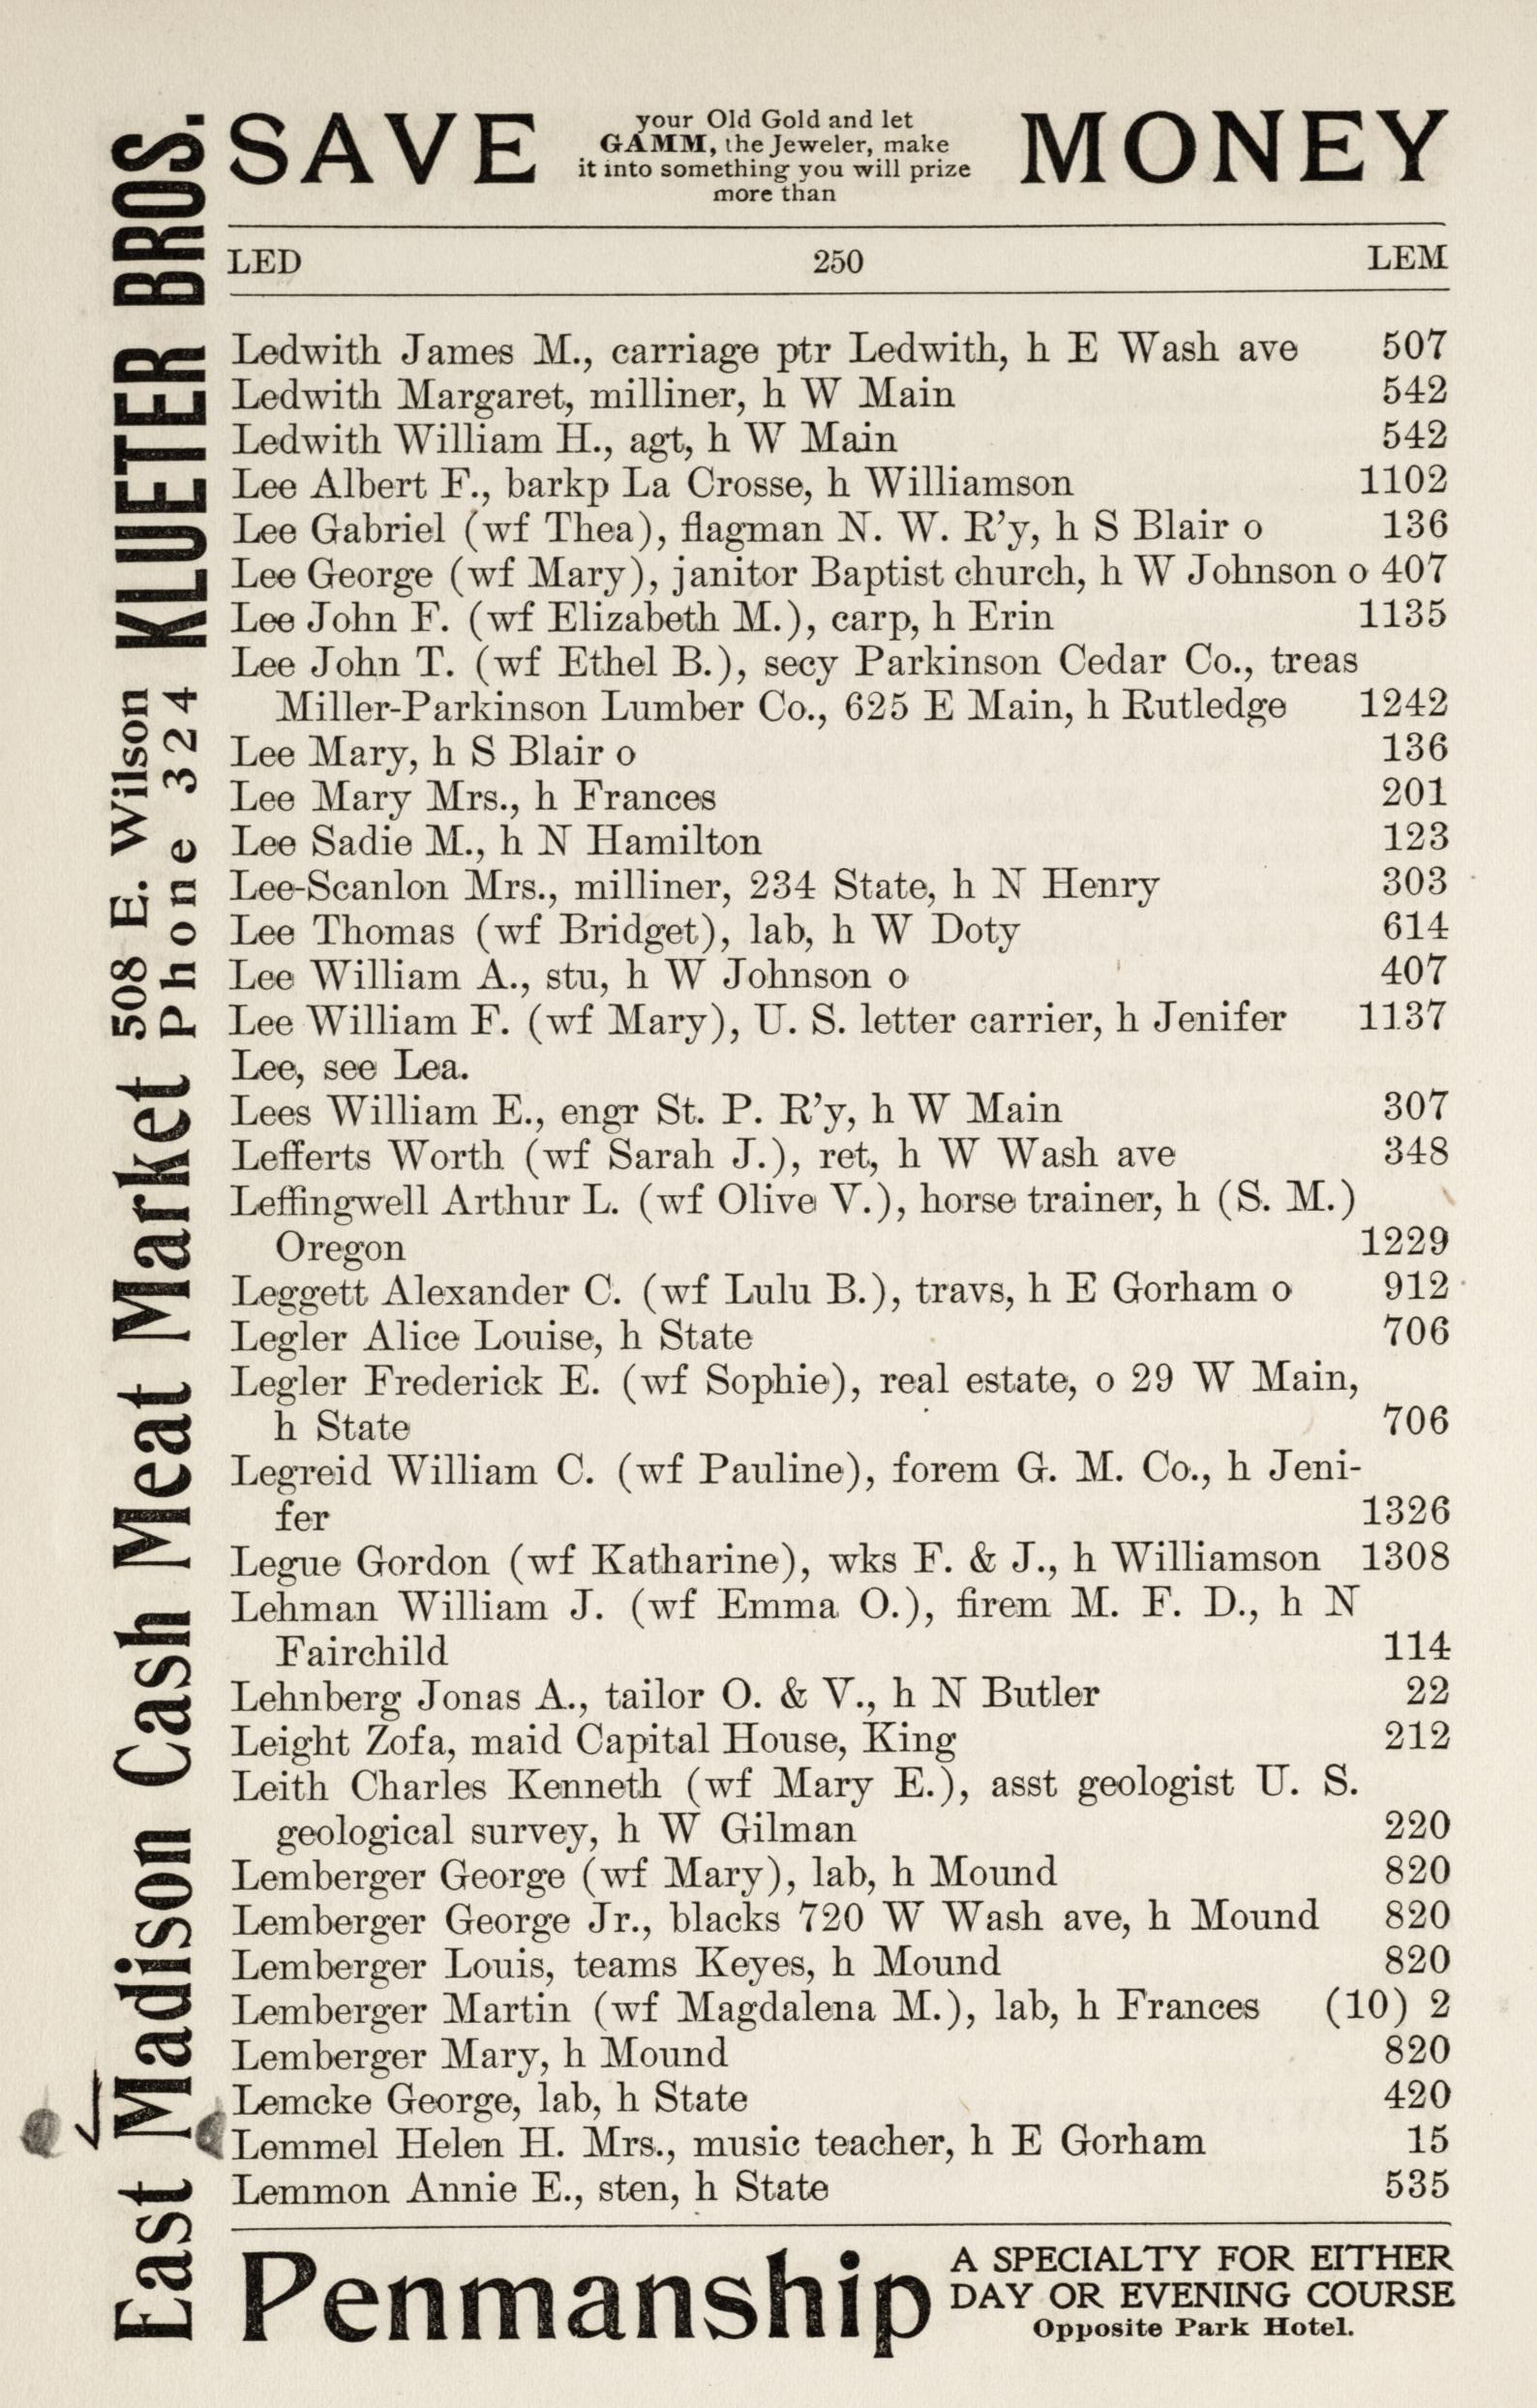 SAVE your Old Gold and let MONEY
GAMM, the Jeweler, make
it into something you will prize
more than
LED 250 LEM
Ledwith James M., carriage ptr Ledwith, h E Wash ave 507
Ledwith Margaret, milliner, h W Main 542
Ledwith William H., agt, h W Main 542
Lee Albert F., barkp La Crosse, h Williamson 1102
Lee Gabriel (wf Thea), flagman N. W. R'y, h S Blair o 136
Lee George (wf Mary), janitor Baptist church, h W Johnson o 407
Lee John F. (wf Elizabeth M.), carp, h Erin 1135
Lee John T. (wf Ethel B.), secy Parkinson Cedar Co., treas
Miller-Parkinson Lumber Co., 625 E Main, h Rutledge 1242
Lee Mary, h S Blair o 136
Lee Mary Mrs., h Frances 201
Lee Sadie M., h N Hamilton 123
Lee-Scanlon Mrs., milliner, 234 State, h N Henry 303
Lee Thomas (wf Bridget), lab, h W Doty 614
Lee William A., stu, h W Johnson o 407
Lee William F. (wf Mary), U. S. letter carrier, h Jenifer 1137
Lee, see Lea.
Lees William E., engr St. P. R'y, h W Main 307
Lefferts Worth (wf Sarah J.), ret, h W Wash ave 348
Leffingwell Arthur L. (wf Olive V.), horse trainer, h (S. M.)
Oregon 1229
Leggett Alexander C. (wf Lulu B.), travs, h E Gorham o 912
Legler Alice Louise, h State 706
Legler Frederick E. (wf Sophie), real estate, o 29 W Main,
h State 706
Legreid William C. (wf Pauline), forem G. M. Co., h Jeni-
fer 1326
Legue Gordon (wf Katharine), wks F. & J., h Williamson 1308
Lehman William J. (wf Emma O.), firem M. F. D., h N
Fairchild 114
Lehnberg Jonas A., tailor O. & V., h N Butler 22
Leight Zofa, maid Capital House, King 212
Leith Charles Kenneth (wf Mary E.), asst geologist U. S.
geological survey, h W Gilman 220
Lemberger George (wf Mary), lab, h Mound 820
Lemberger George Jr., blacks 720 W Wash ave, h Mound 820
Lemberger Louis, teams Keyes, h Mound 820
Lemberger Martin (wf Magdalena M.), lab, h Frances (10) 2
Lemberger Mary, h Mound 820
Lemcke George, lab, h State 420
Lemmel Helen H. Mrs., music teacher, h E Gorham 15
Lemmon Annie E., sten, h State 535
Penmanship A SPECIALTY FOR EITHER
DAY OR EVENING COURSE
Opposite Park Hotel.
East Madison Cash Meat Market 508 E. Wilson KLUETER BROS.
Phone 324